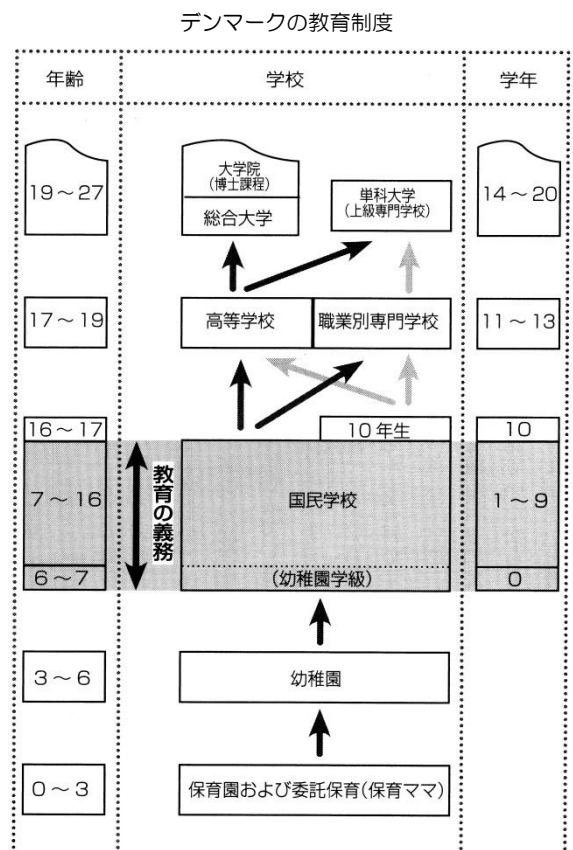 デンマークの教育制度
年齢 学校 学年
大学院
(博士課程)
総合大学
単科大学
(上級専門学校)
19～27
14～20
17～19
高等学校
職業別専門学校
11～13
16～17
10年生
10
教育の義務
7～16
国民学校
1～9
6～7
(幼稚園学級)
0
3～6
幼稚園
0～3
保育園および委託保育(保育ママ)